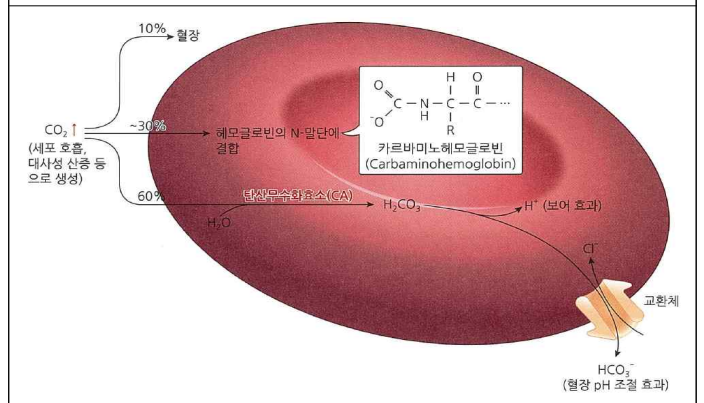 10%
혈장
CO₂ ↑
(세포 호흡,
대사성 산증 등
으로 생성)
~30%
헤모글로빈의 N-말단에
결합
O
C
⁻O
N
H
H
C
R
O
C
···
카르바미노헤모글로빈
(Carbaminohemoglobin)
60%
탄산무수화효소(CA)
H₂O
H₂CO₃
H⁺ (보어 효과)
Cl⁻
교환체
HCO₃⁻
(혈장 pH 조절 효과)